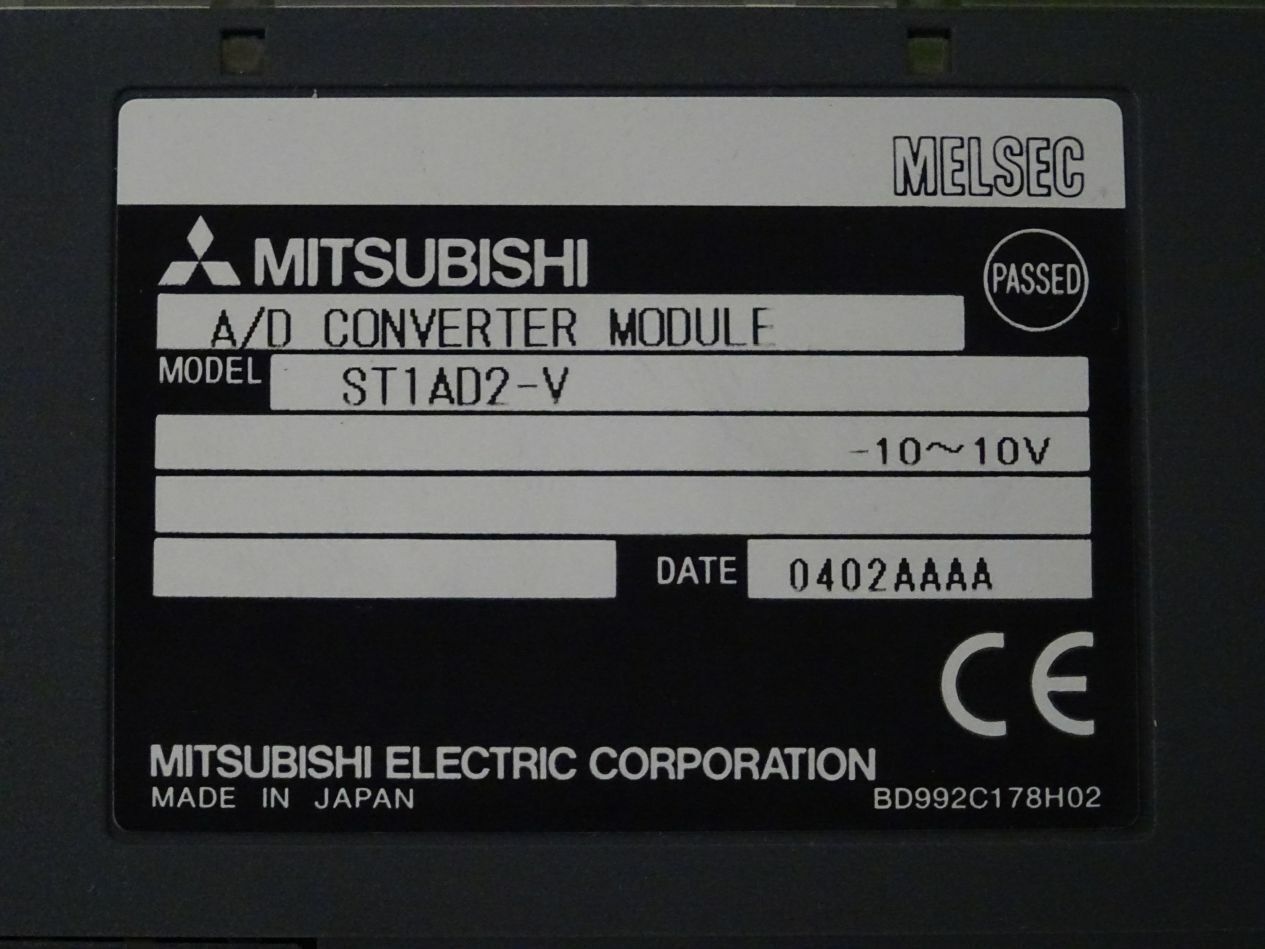 MELSEC
MITSUBISHI
PASSED
A/D CONVERTER MODULE
MODEL ST1AD2-V
-10～10V
DATE 0402AAAA
CE
MITSUBISHI ELECTRIC CORPORATION
MADE IN JAPAN BD992C178H02